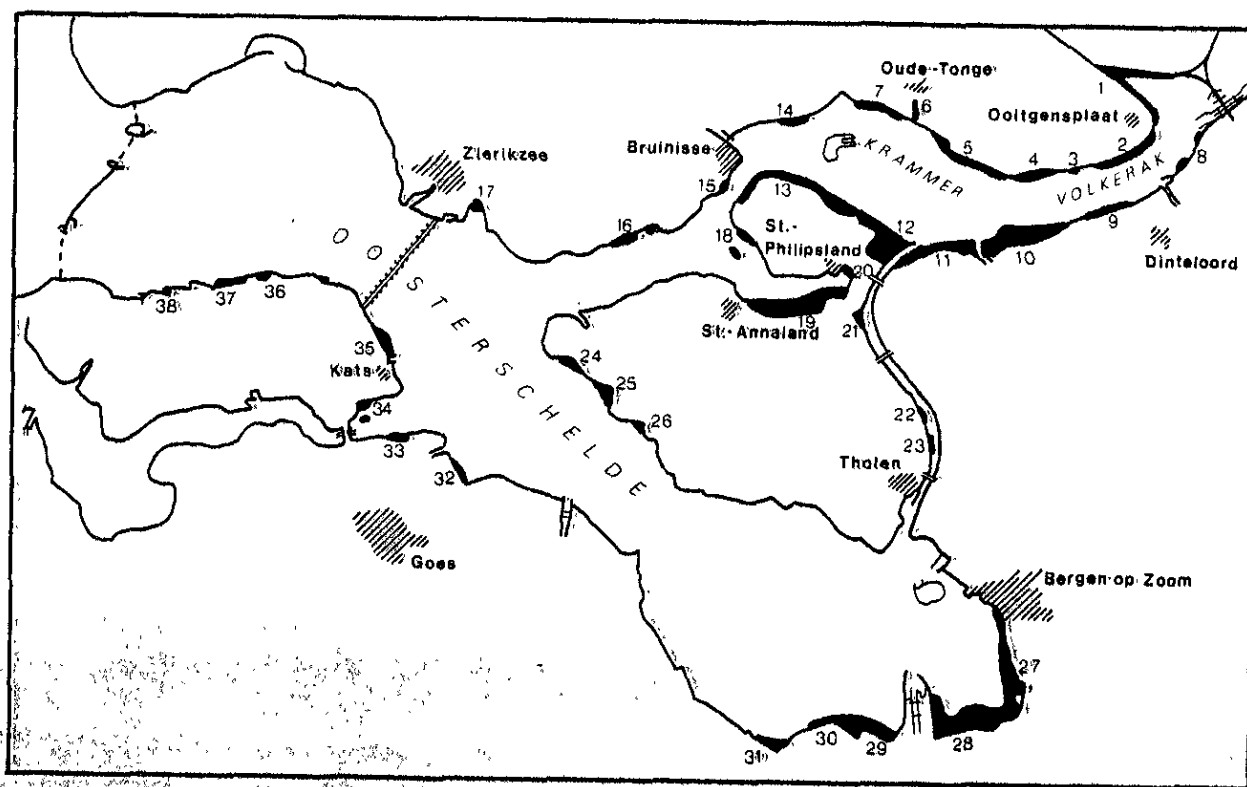 Oude-Tonge
1
7
6
14
Ooltgensplaat
Zierikzee
Bruinisse
KRAMMER
5
4
3
2
8
VOLKERAK
17
15
13
16
18
St.-
Philipsland
12
9
11
10
Dinteloord
20
OOSTERSCHELDE
38
37
36
19
St.-Annaland
21
35
Kats
24
25
34
26
22
33
23
32
Tholen
Goes
Bergen op Zoom
27
31
30
29
28